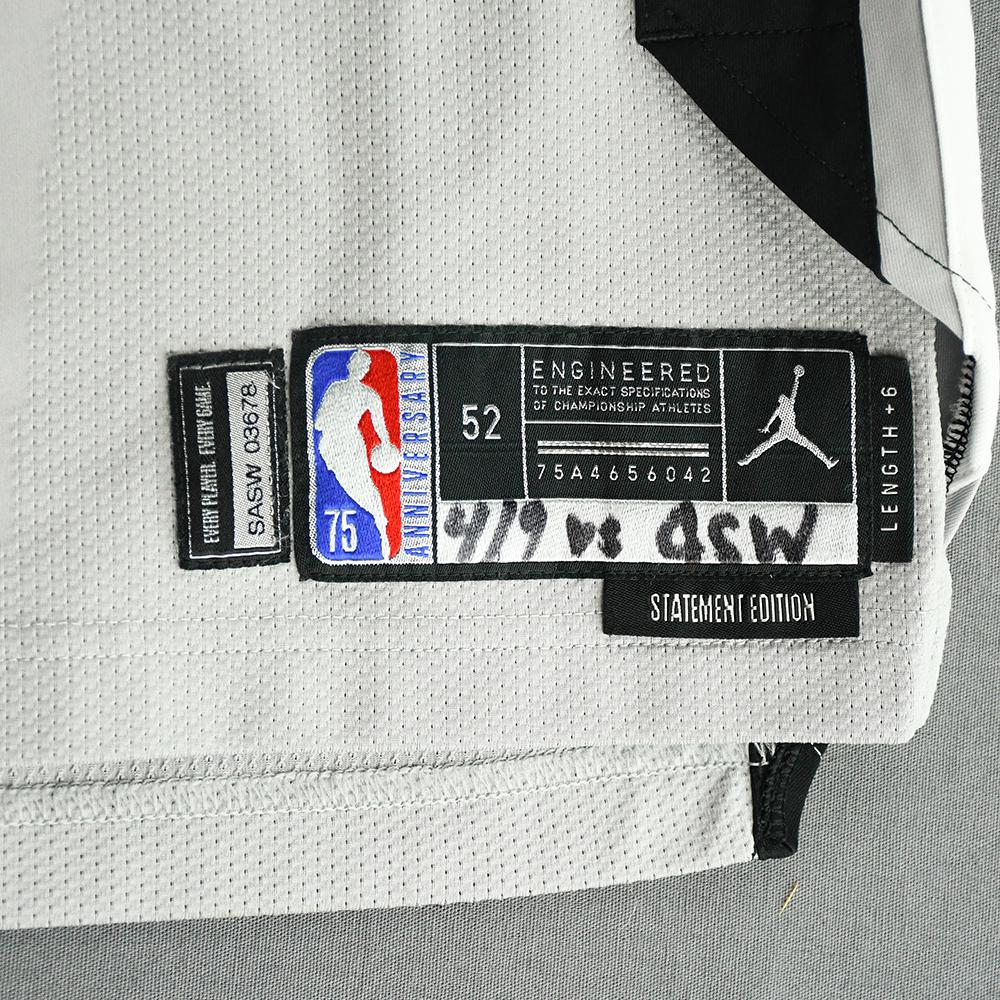 EVERY PLAYER. EVERY GAME.
SASW 03678
75
ANNIVERSARY
52
ENGINEERED
TO THE EXACT SPECIFICATIONS
OF CHAMPIONSHIP ATHLETES
75A4656042
4/9 vs GSW
LENGTH +6
STATEMENT EDITION